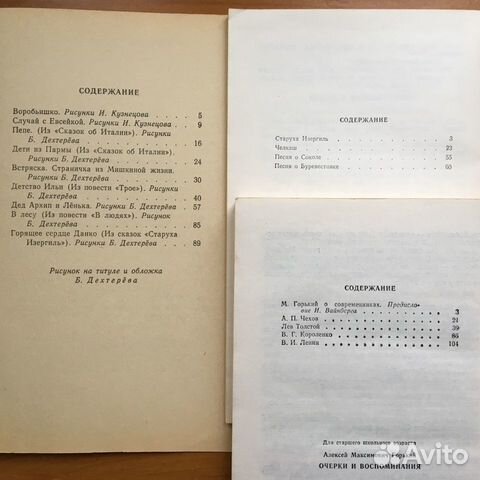 СОДЕРЖАНИЕ
Воробьишко. Рисунки И. Кузнецова . . . . . 5
Случай с Евсейкой. Рисунки И. Кузнецова . . 9
Пепе. (Из «Сказок об Италии»). Рисунки
Б. Дехтерёва . . . . . . . . 16
Дети из Пармы (Из «Сказок об Италии»).
Рисунки Б. Дехтерёва . . . . . . 24
Встряска. Страничка из Мишкиной жизни.
Рисунки Б. Дехтерёва . . . . . . 30
Детство Ильи (Из повести «Трое»). Рисунки
Б. Дехтерёва . . . . . . . . 40
Дед Архип и Лёнька. Рисунки Б. Дехтерёва . 57
В лесу (Из повести «В людях»). Рисунок
Б. Дехтерёва . . . . . . . . 85
Горящее сердце Данко (Из сказок «Старуха
Изергиль»). Рисунки Б. Дехтерёва . . . 89
Рисунок на титуле и обложка
Б. Дехтерёва
СОДЕРЖАНИЕ
Старуха Изергиль . . . . . . 3
Челкаш . . . . . . 23
Песня о Соколе . . . . . . 55
Песня о Буревестнике . . . . . . 60
СОДЕРЖАНИЕ
М. Горький о современниках. Предисло-
вие И. Вайнберга . . . . . . 3
А. П. Чехов . . . . . . 21
Лев Толстой . . . . . . 39
В. Г. Короленко . . . . . . 86
В. И. Ленин . . . . . . 104
Для старшего школьного возраста
Алексей Максимович Горький
ОЧЕРКИ И ВОСПОМИНАНИЯ
Avito